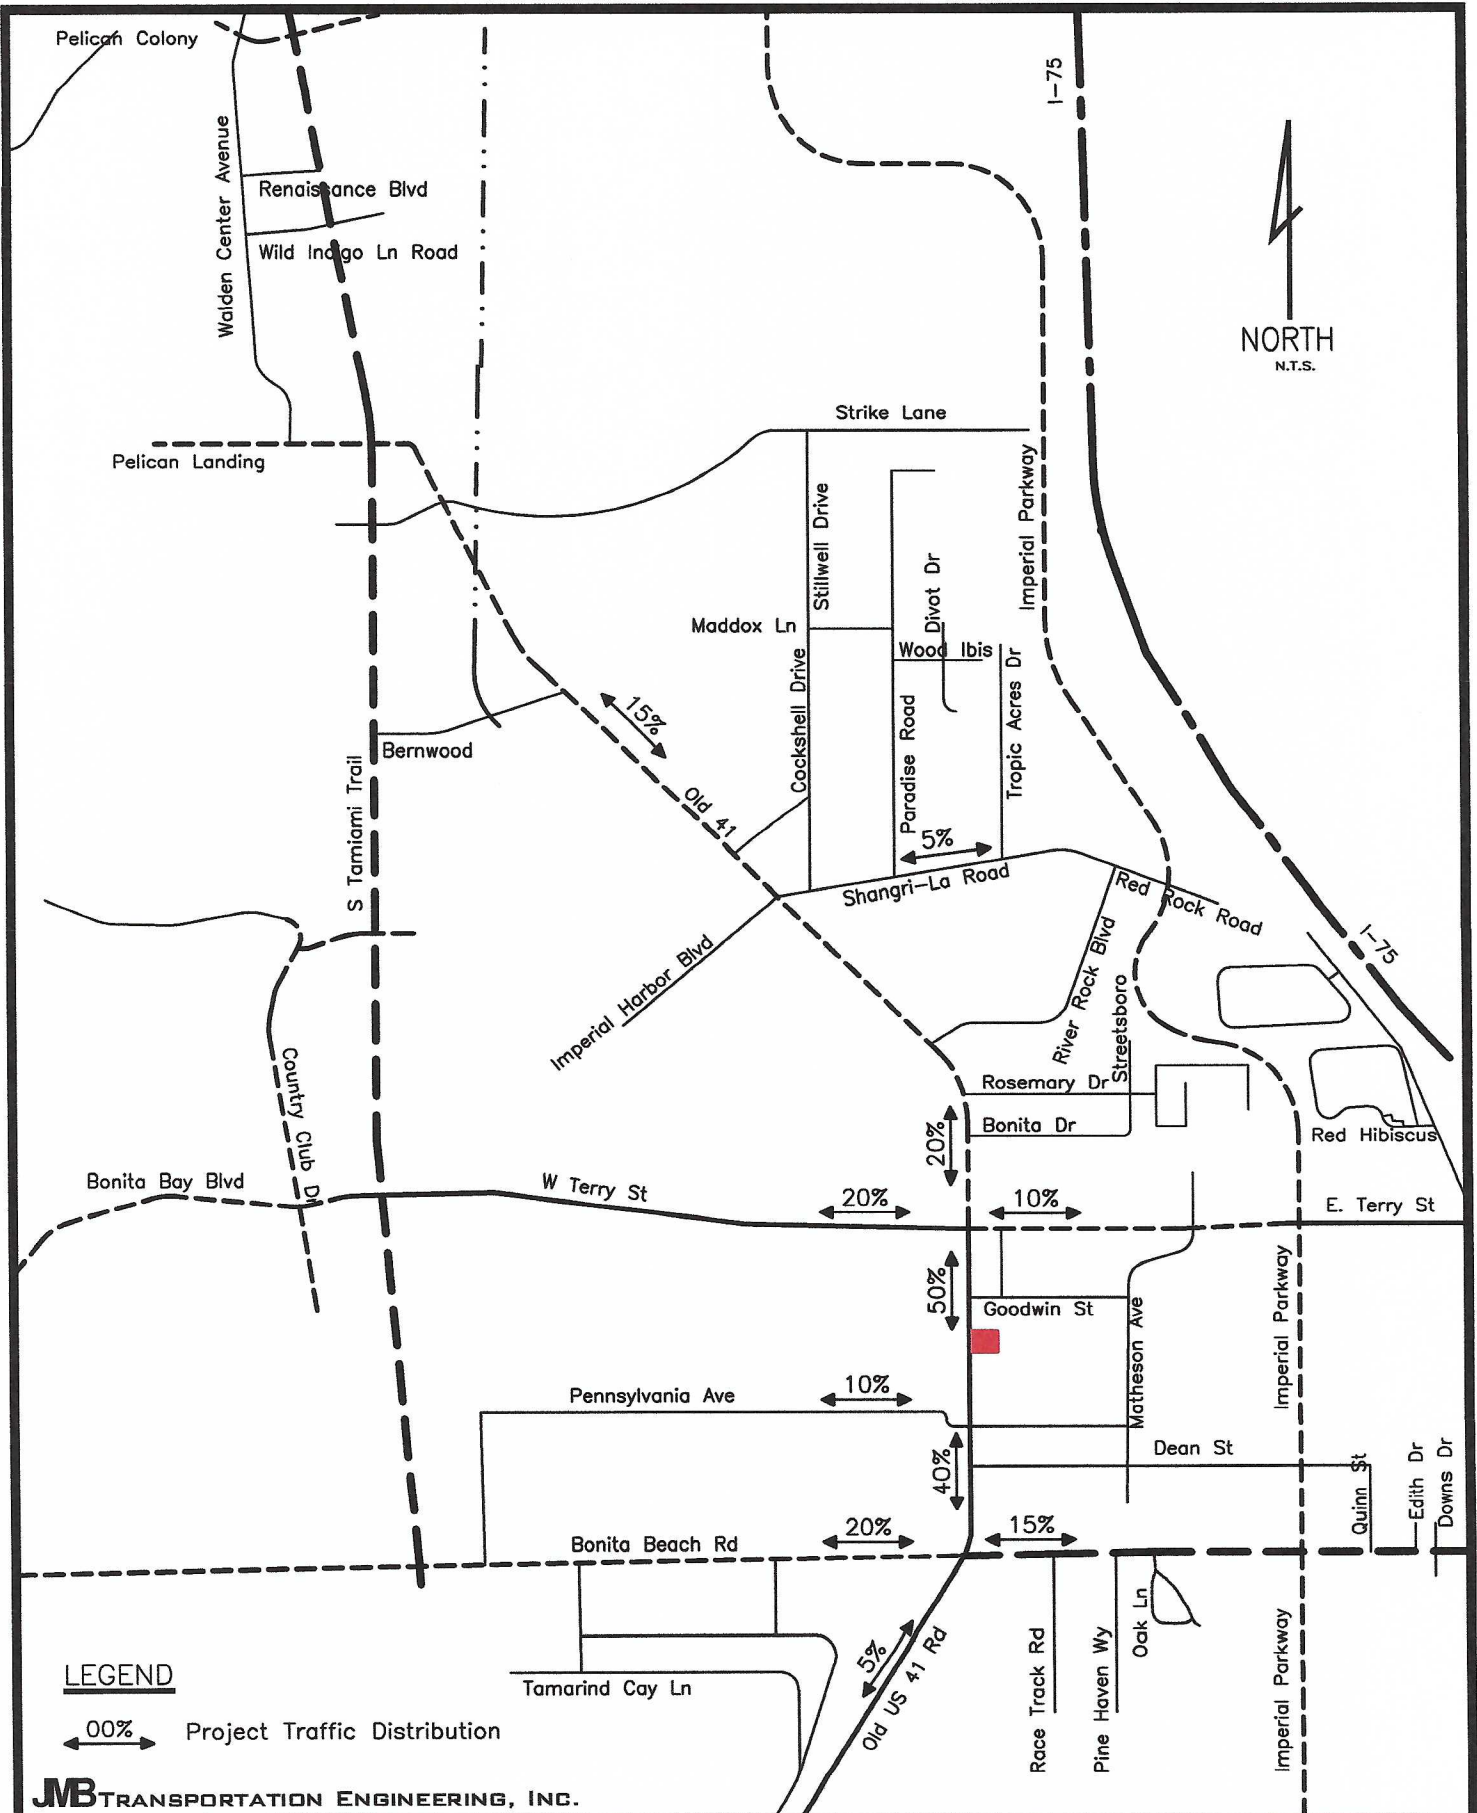 Pelican Colony
I-75
Walden Center Avenue
Renaissance Blvd
Wild Indigo Ln Road
NORTH
N.T.S.
Strike Lane
Pelican Landing
Imperial Parkway
Stillwell Drive
Divot Dr
Maddox Ln
Wood Ibis
Cockshell Drive
Paradise Road
Tropic Acres Dr
15%
Bernwood
S Tamiami Trail
Old 41
5%
Shangri-La Road
Red Rock Road
I-75
Imperial Harbor Blvd
River Rock Blvd
Streetsboro
Country Club Dr
Rosemary Dr
Bonita Dr
20%
Red Hibiscus
Bonita Bay Blvd
W Terry St
20%
10%
E. Terry St
50%
Goodwin St
Matheson Ave
Imperial Parkway
Pennsylvania Ave
10%
40%
Dean St
Quinn St
Edith Dr
Downs Dr
Bonita Beach Rd
20%
15%
Oak Ln
Race Track Rd
Pine Haven Wy
Imperial Parkway
5%
Old US 41 Rd
Tamarind Cay Ln
LEGEND
00% Project Traffic Distribution
JMB TRANSPORTATION ENGINEERING, INC.